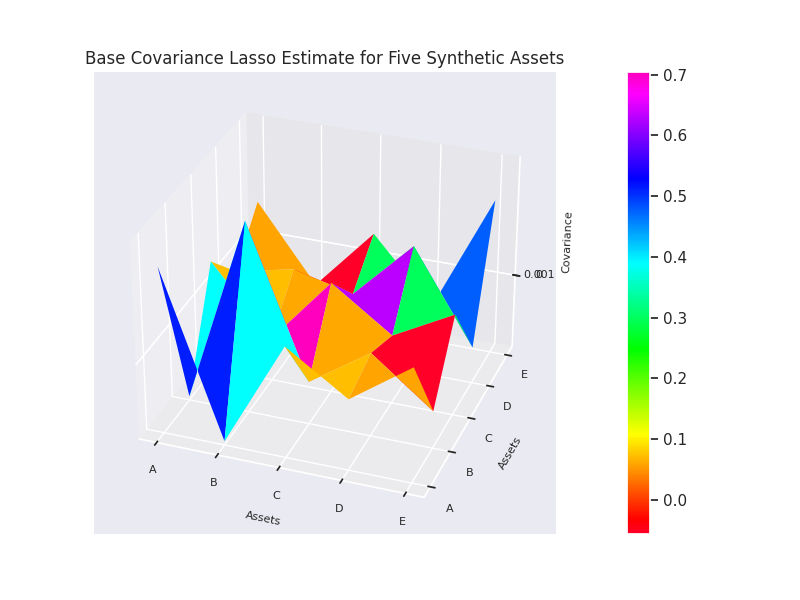 Base Covariance Lasso Estimate for Five Synthetic Assets
0.7
0.6
0.5
0.4
0.3
0.2
0.1
0.0
Covariance
0.001
E
D
C
B
A
Assets
A
B
C
D
E
Assets